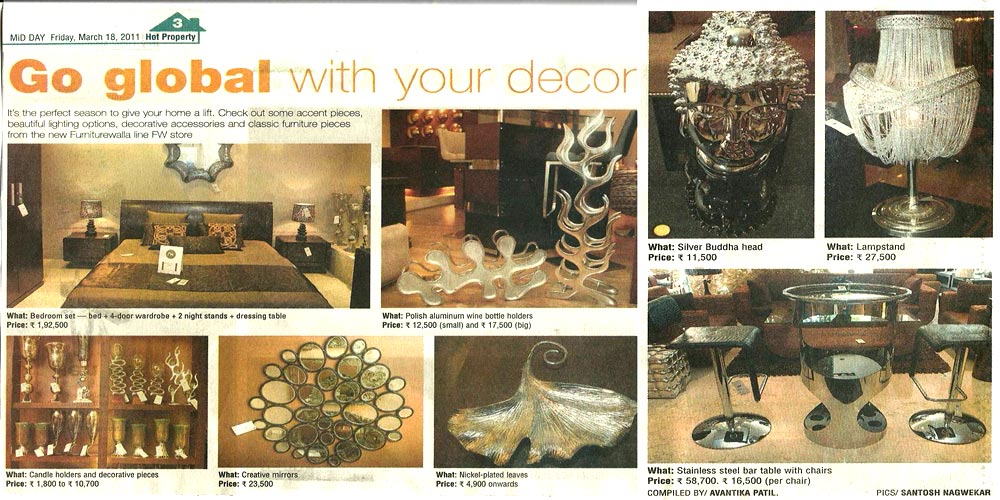 3
MiD DAY Friday, March 18, 2011 Hot Property
Go global with your decor
It's the perfect season to give your home a lift. Check out some accent pieces,
beautiful lighting options, decorative accessories and classic furniture pieces
from the new Furniturewalla line FW store
What: Bedroom set — bed + 4-door wardrobe + 2 night stands + dressing table
Price: ₹ 1,92,500
What: Polish aluminum wine bottle holders
Price: ₹ 12,500 (small) and ₹ 17,500 (big)
What: Candle holders and decorative pieces
Price: ₹ 1,800 to ₹ 10,700
What: Creative mirrors
Price: ₹ 23,500
What: Nickel-plated leaves
Price: ₹ 4,900 onwards
What: Silver Buddha head
Price: ₹ 11,500
What: Lampstand
Price: ₹ 27,500
What: Stainless steel bar table with chairs
Price: ₹ 58,700. ₹ 16,500 (per chair)
COMPILED BY/ AVANTIKA PATIL.
PICS/ SANTOSH NAGWEKAR